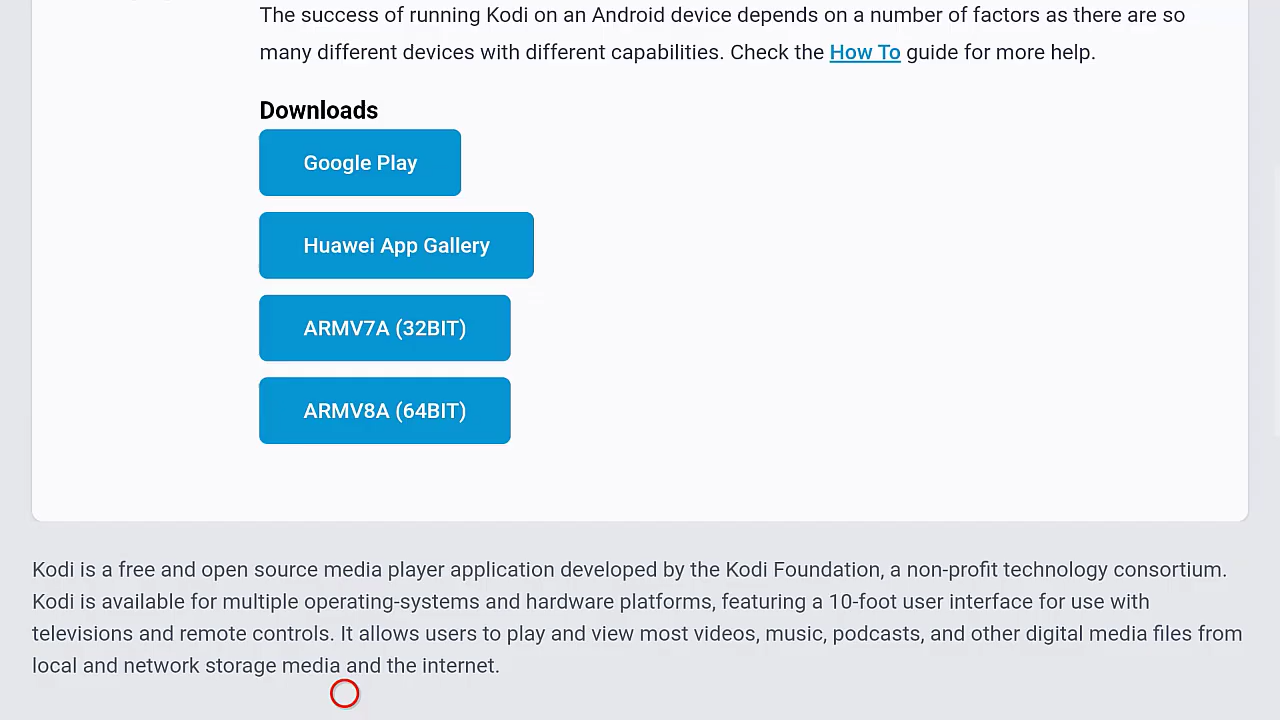 The success of running Kodi on an Android device depends on a number of factors as there are so
many different devices with different capabilities. Check the How To guide for more help.
Downloads
Google Play
Huawei App Gallery
ARMV7A (32BIT)
ARMV8A (64BIT)
Kodi is a free and open source media player application developed by the Kodi Foundation, a non-profit technology consortium.
Kodi is available for multiple operating-systems and hardware platforms, featuring a 10-foot user interface for use with
televisions and remote controls. It allows users to play and view most videos, music, podcasts, and other digital media files from
local and network storage media and the internet.